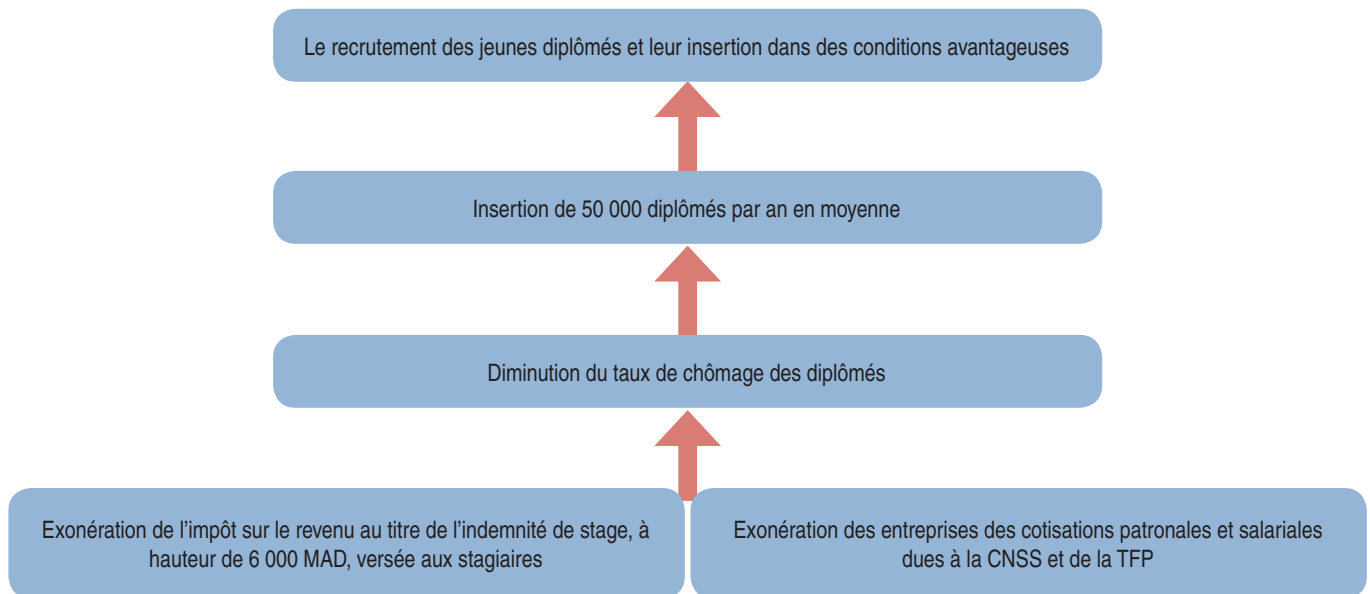 Le recrutement des jeunes diplômés et leur insertion dans des conditions avantageuses
Insertion de 50 000 diplômés par an en moyenne
Diminution du taux de chômage des diplômés
Exonération de l’impôt sur le revenu au titre de l’indemnité de stage, à
hauteur de 6 000 MAD, versée aux stagiaires
Exonération des entreprises des cotisations patronales et salariales
dues à la CNSS et de la TFP